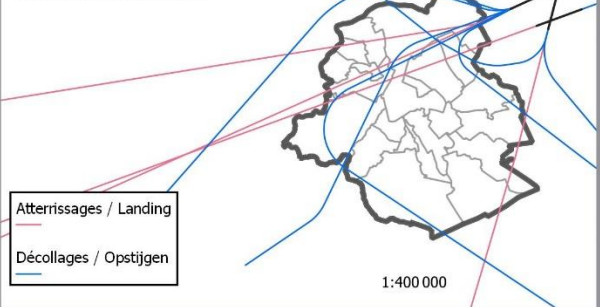 Atterrissages / Landing
Décollages / Opstijgen
1:400 000